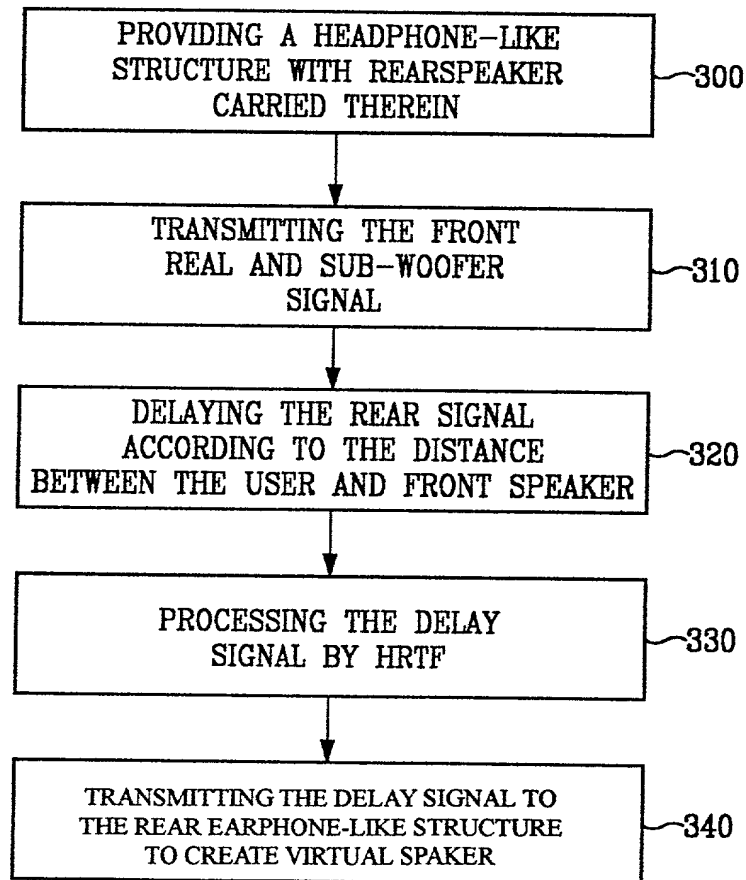 PROVIDING A HEADPHONE-LIKE
STRUCTURE WITH REARSPEAKER
CARRIED THEREIN
300
TRANSMITTING THE FRONT
REAL AND SUB-WOOFER
SIGNAL
310
DELAYING THE REAR SIGNAL
ACCORDING TO THE DISTANCE
BETWEEN THE USER AND FRONT SPEAKER
320
PROCESSING THE DELAY
SIGNAL BY HRTF
330
TRANSMITTING THE DELAY SIGNAL TO
THE REAR EARPHONE-LIKE STRUCTURE
TO CREATE VIRTUAL SPAKER
340